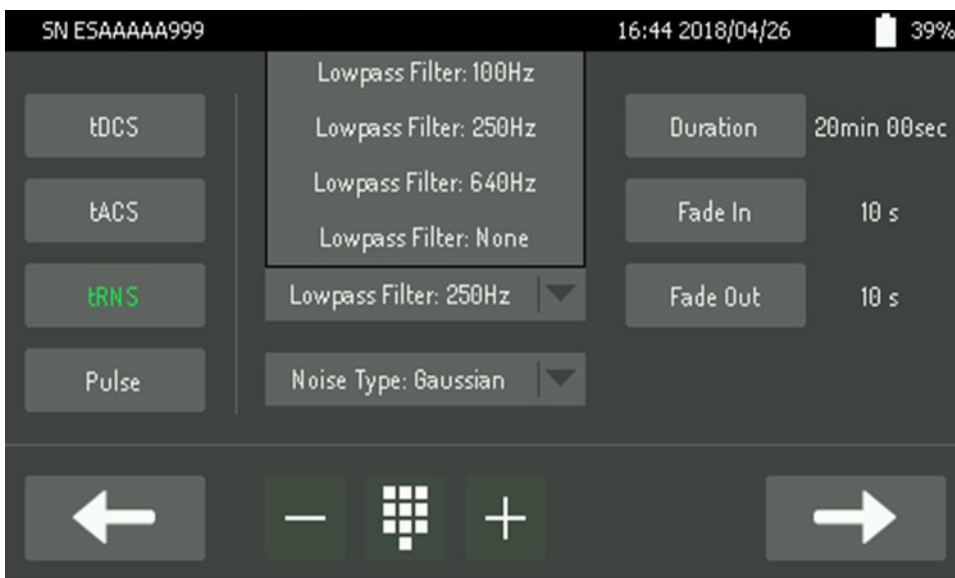 SN ESAAAAA999 16:44 2018/04/26 39%
Lowpass Filter: 100Hz
tDCS Lowpass Filter: 250Hz Duration 20min 00sec
Lowpass Filter: 640Hz
tACS Fade In 10 s
Lowpass Filter: None
tRNS Lowpass Filter: 250Hz Fade Out 10 s
Pulse Noise Type: Gaussian